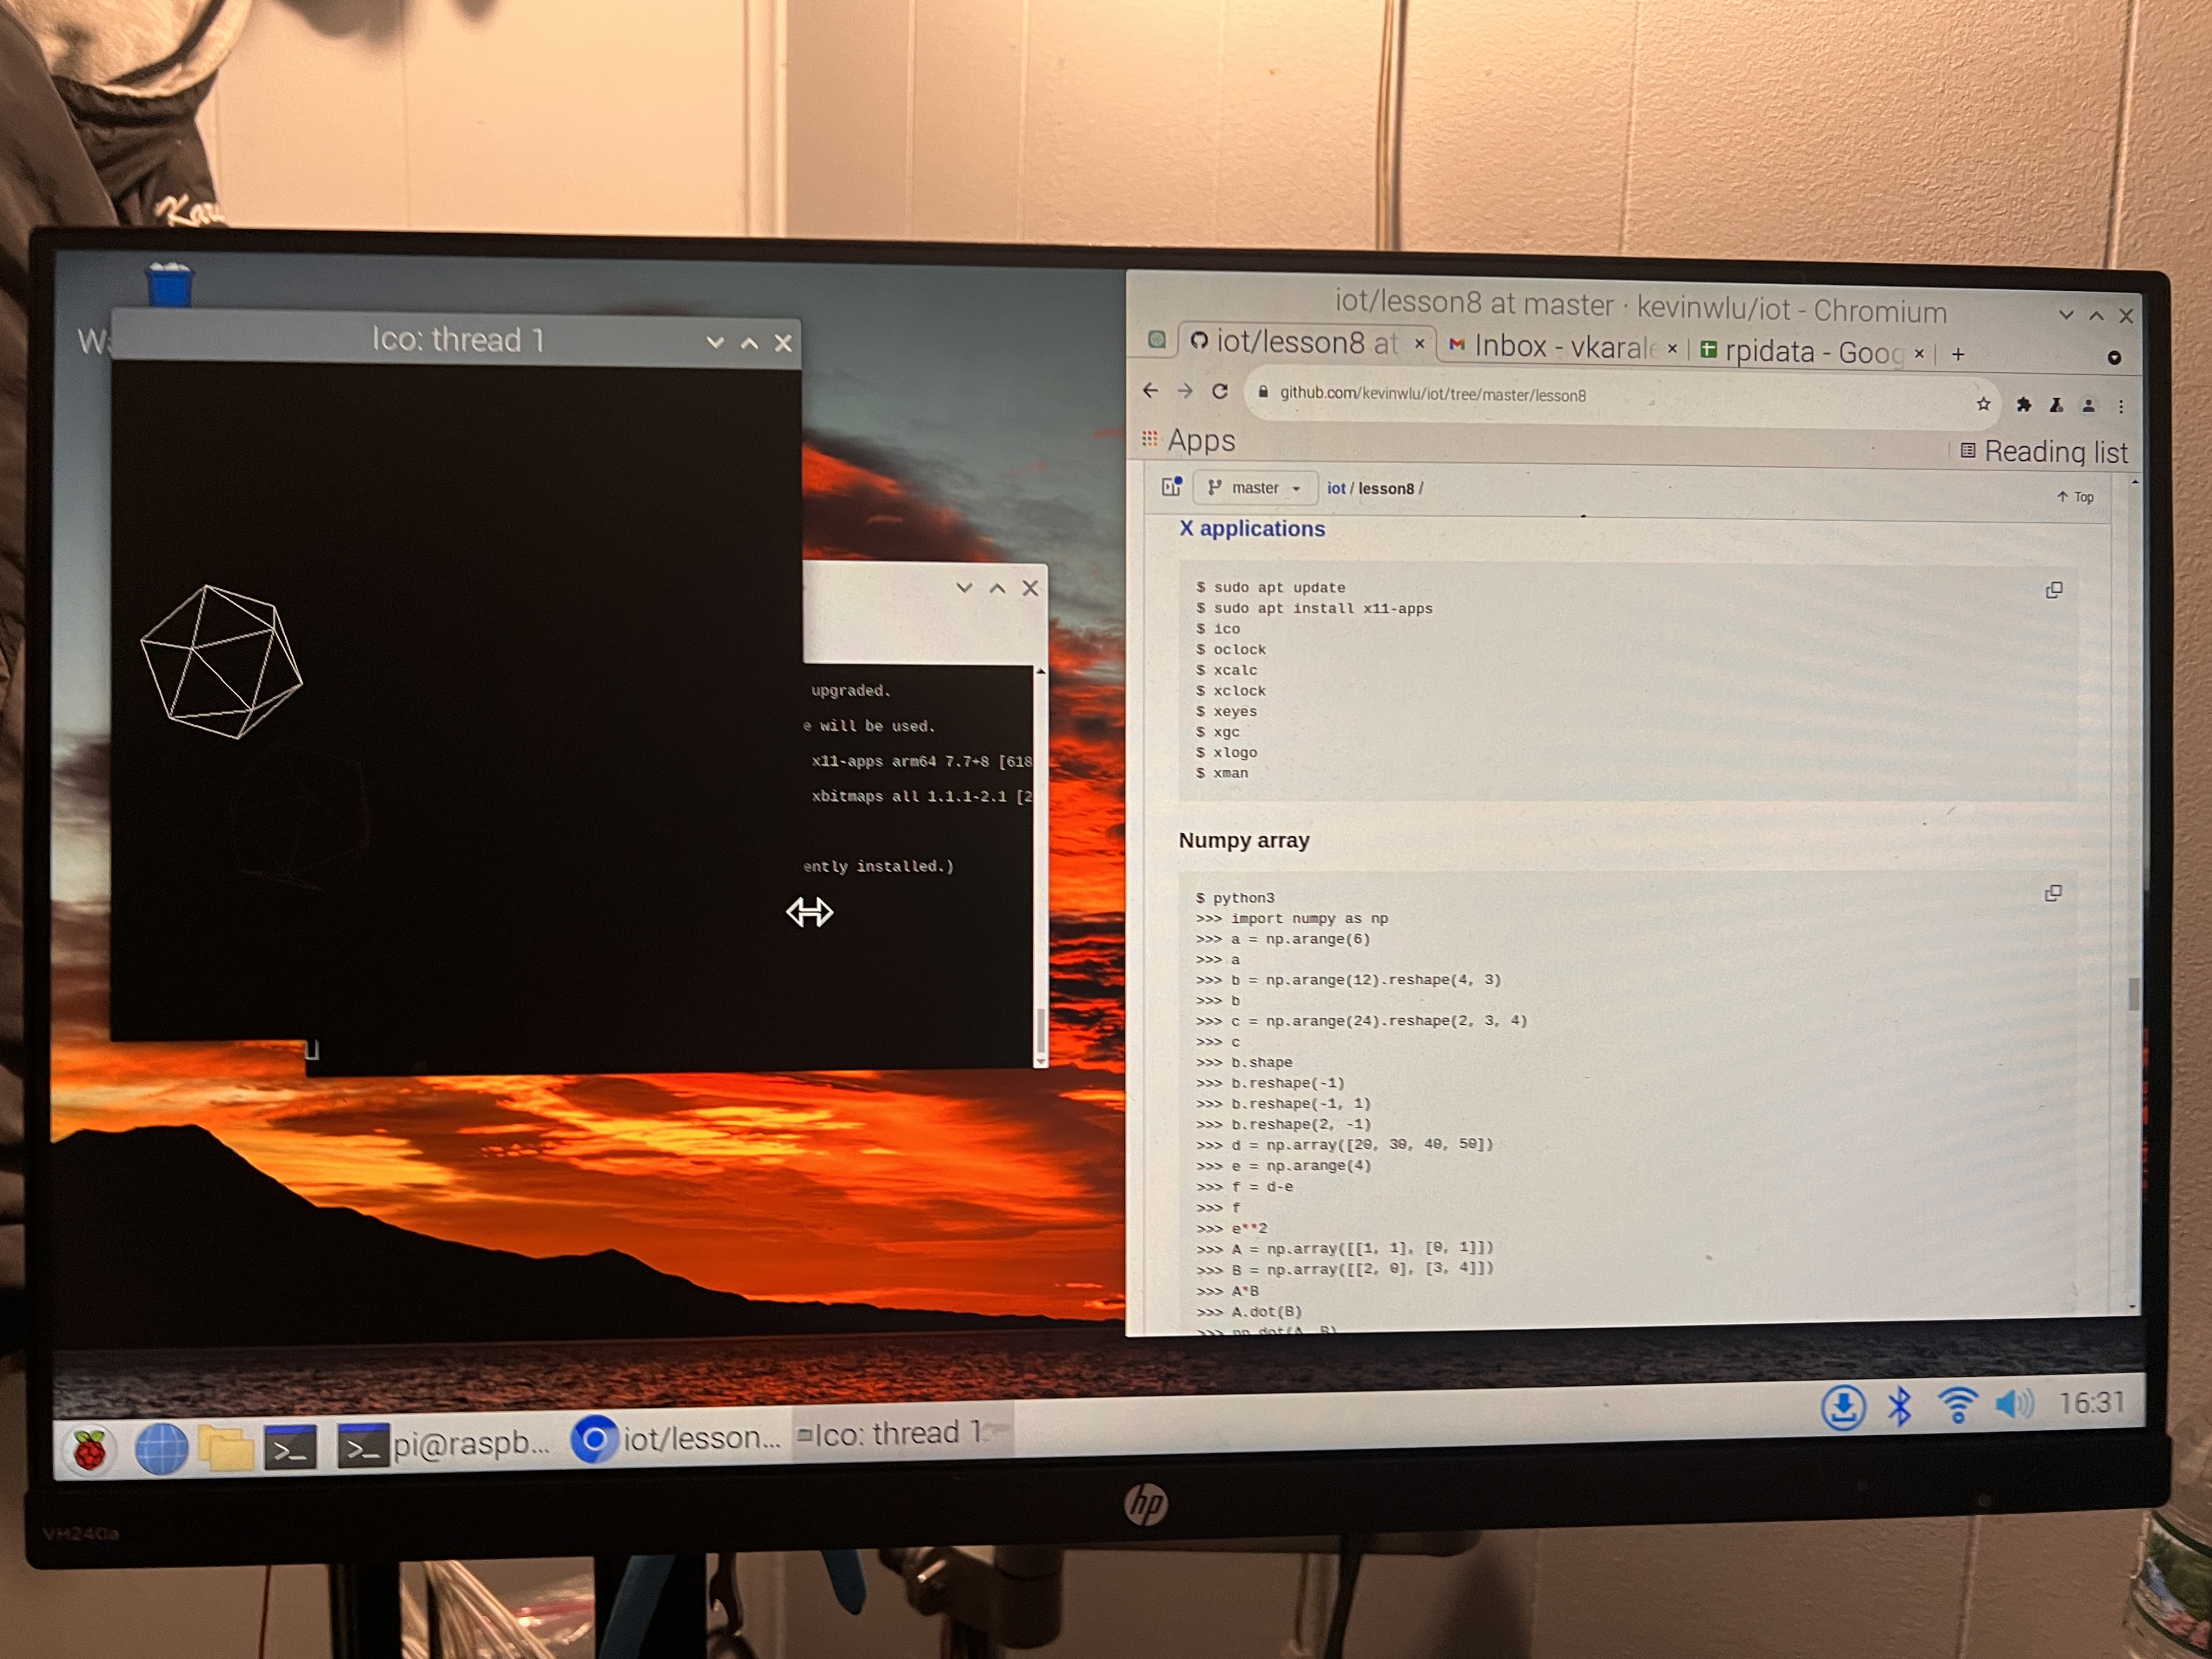 Ico: thread 1
upgraded.
e will be used.
x11-apps arm64 7.7+8 [618
xbitmaps all 1.1.1-2.1 [2
ently installed.)
iot/lesson8 at master · kevinwlu/iot - Chromium
iot/lesson8 at
Inbox - vkarale
rpidata - Goog
github.com/kevinwlu/iot/tree/master/lesson8
Apps
Reading list
master
iot / lesson8 /
↑ Top
X applications
$ sudo apt update
$ sudo apt install x11-apps
$ ico
$ oclock
$ xcalc
$ xclock
$ xeyes
$ xgc
$ xlogo
$ xman
Numpy array
$ python3
>>> import numpy as np
>>> a = np.arange(6)
>>> a
>>> b = np.arange(12).reshape(4, 3)
>>> b
>>> c = np.arange(24).reshape(2, 3, 4)
>>> c
>>> b.shape
>>> b.reshape(-1)
>>> b.reshape(-1, 1)
>>> b.reshape(2, -1)
>>> d = np.array([20, 30, 40, 50])
>>> e = np.arange(4)
>>> f = d-e
>>> f
>>> e**2
>>> A = np.array([[1, 1], [0, 1]])
>>> B = np.array([[2, 0], [3, 4]])
>>> A*B
>>> A.dot(B)
>>> np.dot(A, B)
pi@raspb...
iot/lesson...
Ico: thread 1
16:31
hp
VH240a